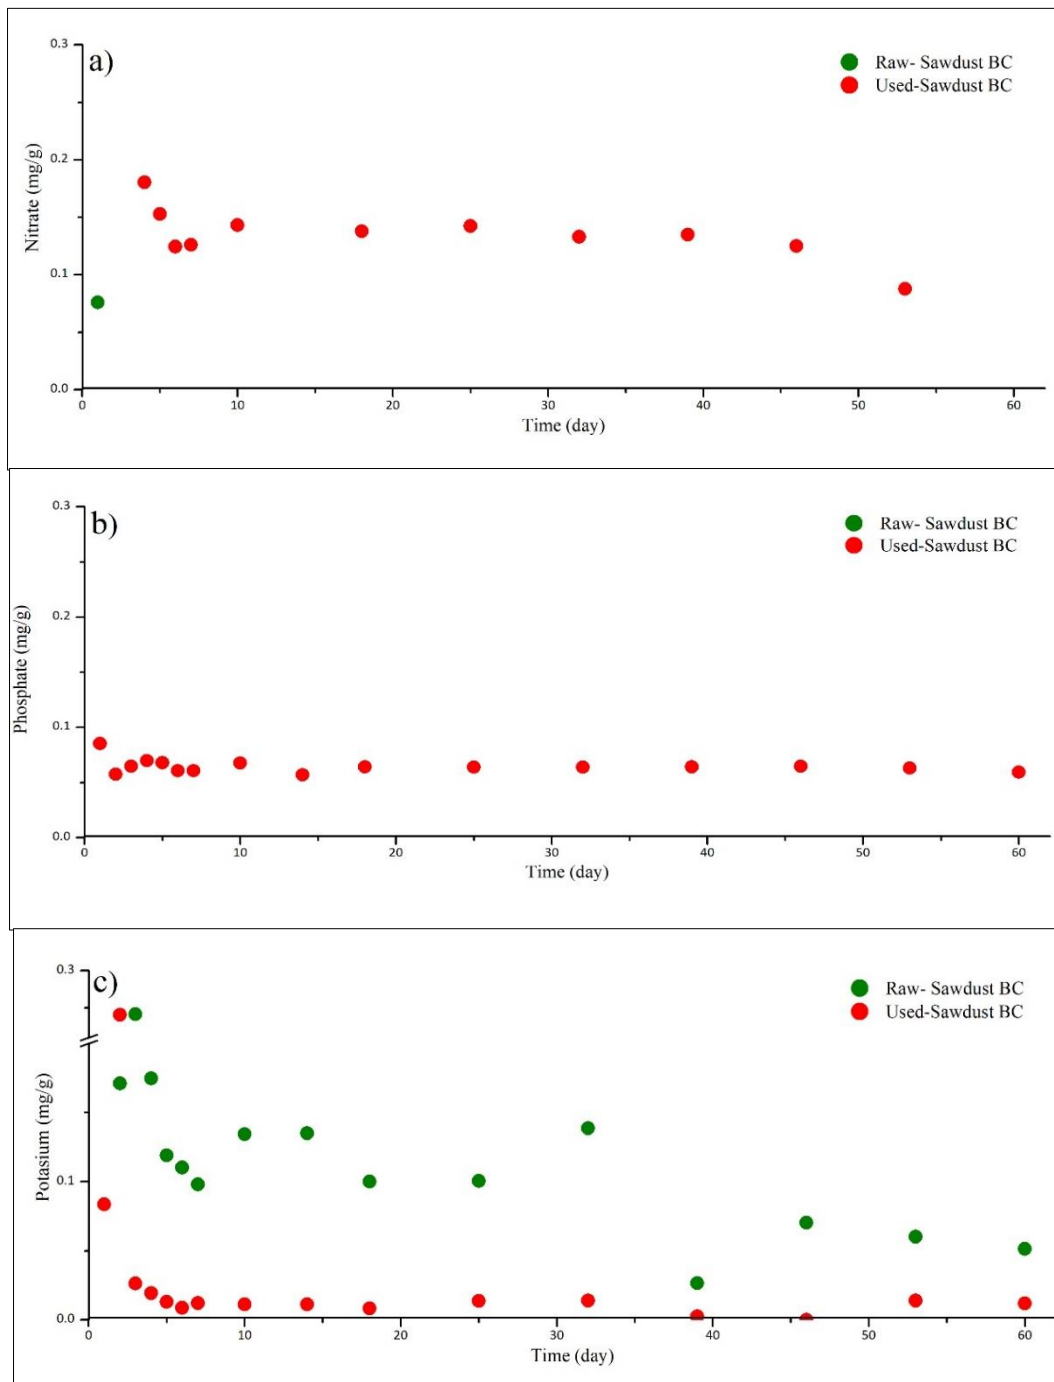 a)
Raw- Sawdust BC
Used-Sawdust BC
Nitrate (mg/g)
0.3
0.2
0.1
0.0
0 10 20 30 40 50 60
Time (day)
b)
Raw- Sawdust BC
Used-Sawdust BC
Phosphate (mg/g)
0.3
0.2
0.1
0.0
0 10 20 30 40 50 60
Time (day)
c)
Raw- Sawdust BC
Used-Sawdust BC
Potasium (mg/g)
0.3
0.1
0.0
0 10 20 30 40 50 60
Time (day)